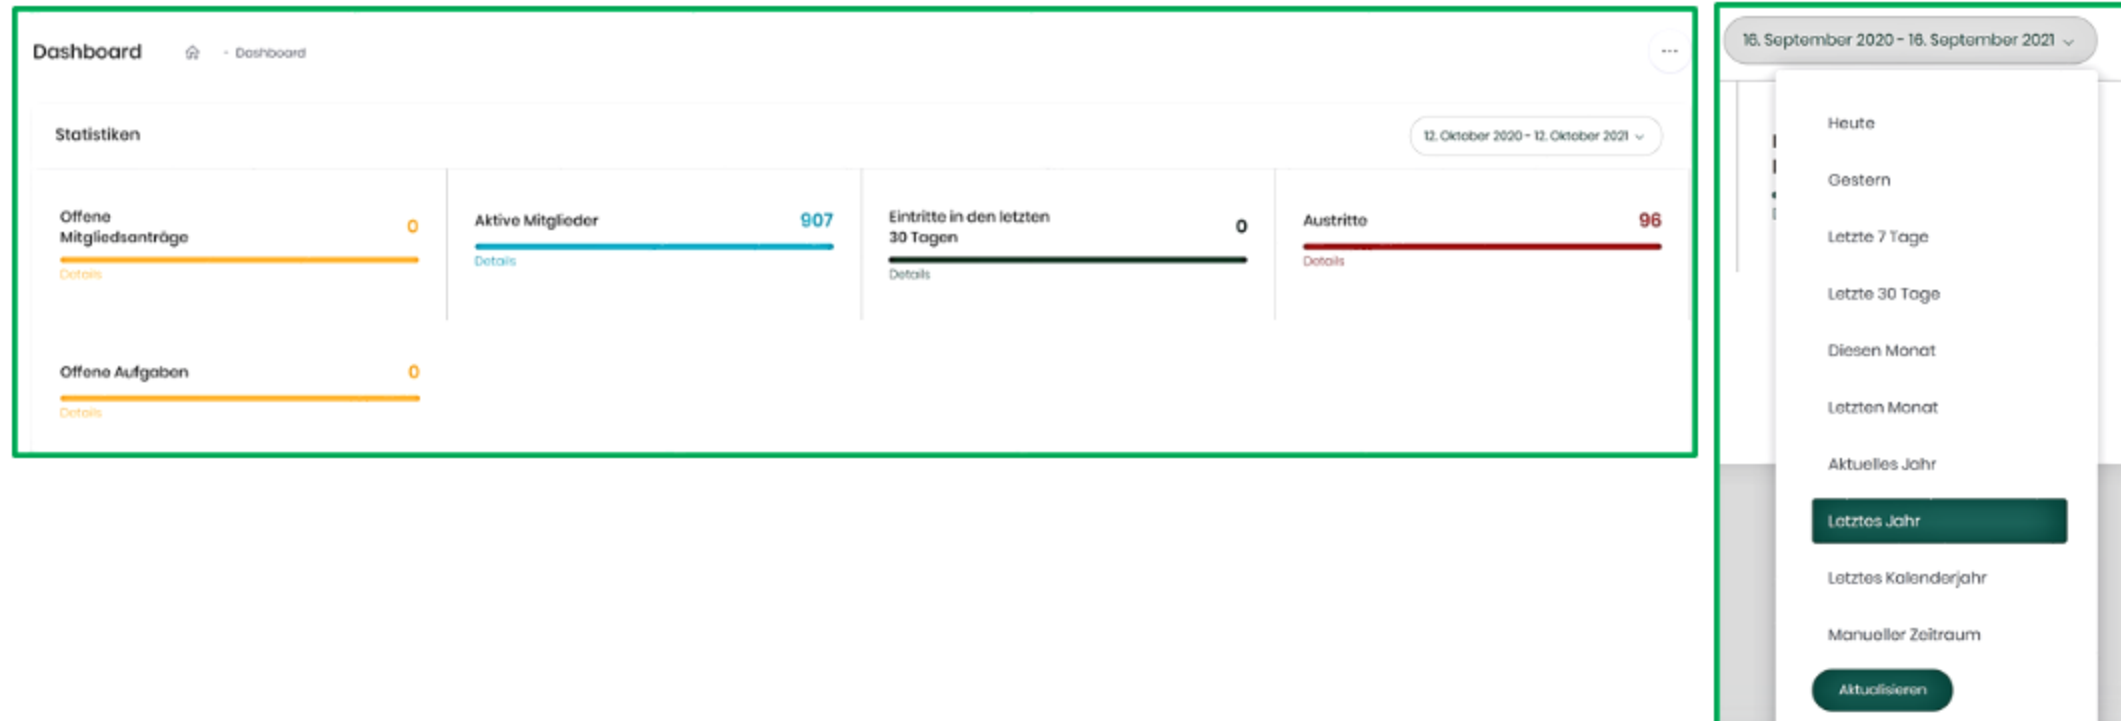 Dashboard
- Dashboard
...
Statistiken
12. Oktober 2020 - 12. Oktober 2021
Offene
Mitgliedsanträge
0
Details
Aktive Mitglieder
907
Details
Eintritte in den letzten
30 Tagen
0
Details
Austritte
96
Details
Offene Aufgaben
0
Details
16. September 2020 - 16. September 2021
Heute
Gestern
Letzte 7 Tage
Letzte 30 Tage
Diesen Monat
Letzten Monat
Aktuelles Jahr
Letztes Jahr
Letztes Kalenderjahr
Manueller Zeitraum
Aktualisieren